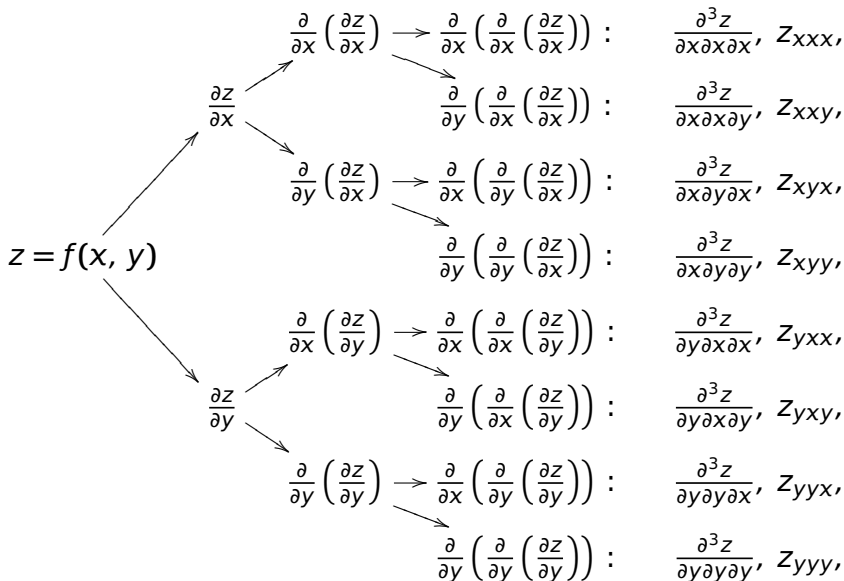 ∂/∂x (∂z/∂x) → ∂/∂x (∂/∂x (∂z/∂x)) : ∂³z/∂x∂x∂x, z_xxx,
∂z/∂x ∂/∂y (∂/∂x (∂z/∂x)) : ∂³z/∂x∂x∂y, z_xxy,
∂/∂y (∂z/∂x) → ∂/∂x (∂/∂y (∂z/∂x)) : ∂³z/∂x∂y∂x, z_xyx,
z = f(x, y) ∂/∂y (∂/∂y (∂z/∂x)) : ∂³z/∂x∂y∂y, z_xyy,
∂/∂x (∂z/∂y) → ∂/∂x (∂/∂x (∂z/∂y)) : ∂³z/∂y∂x∂x, z_yxx,
∂z/∂y ∂/∂y (∂/∂x (∂z/∂y)) : ∂³z/∂y∂x∂y, z_yxy,
∂/∂y (∂z/∂y) → ∂/∂x (∂/∂y (∂z/∂y)) : ∂³z/∂y∂y∂x, z_yyx,
∂/∂y (∂/∂y (∂z/∂y)) : ∂³z/∂y∂y∂y, z_yyy,